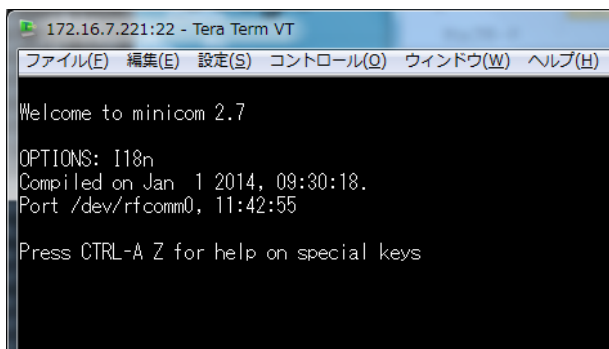 172.16.7.221:22 - Tera Term VT
ファイル(F) 編集(E) 設定(S) コントロール(O) ウィンドウ(W) ヘルプ(H)
Welcome to minicom 2.7
OPTIONS: I18n
Compiled on Jan  1 2014, 09:30:18.
Port /dev/rfcomm0, 11:42:55
Press CTRL-A Z for help on special keys